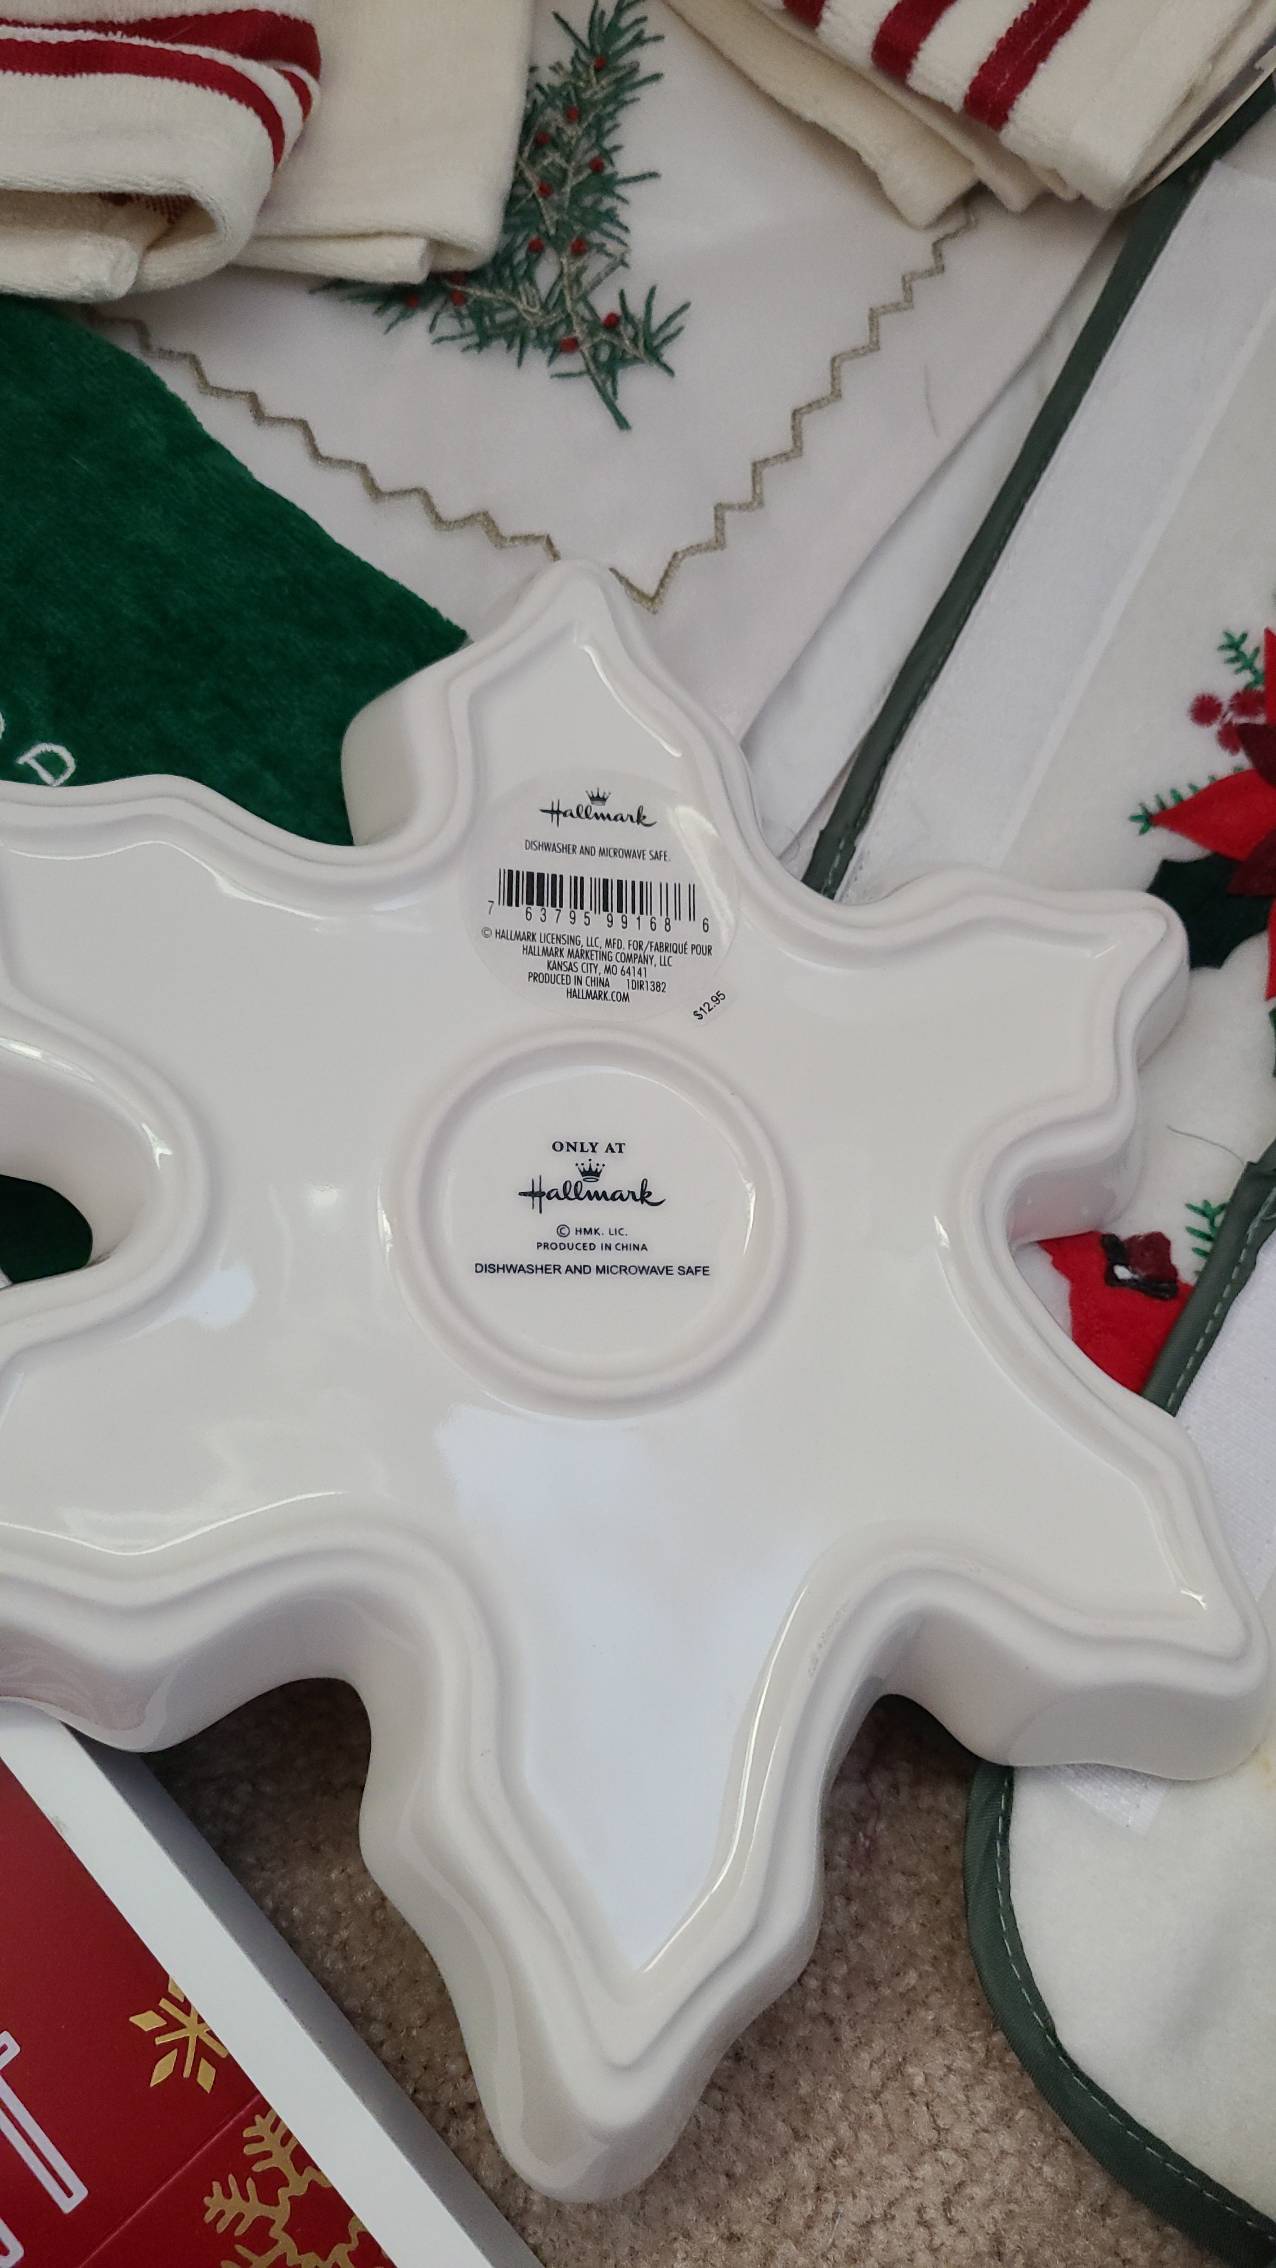 D
Hallmark
DISHWASHER AND MICROWAVE SAFE.
7 63795 99168 6
© HALLMARK LICENSING, LLC, MFD. FOR/FABRIQUÉ POUR
HALLMARK MARKETING COMPANY, LLC
KANSAS CITY, MO 64141
PRODUCED IN CHINA 1DIR1382
HALLMARK.COM
$12.95
ONLY AT
Hallmark
© HMK. LIC.
PRODUCED IN CHINA
DISHWASHER AND MICROWAVE SAFE